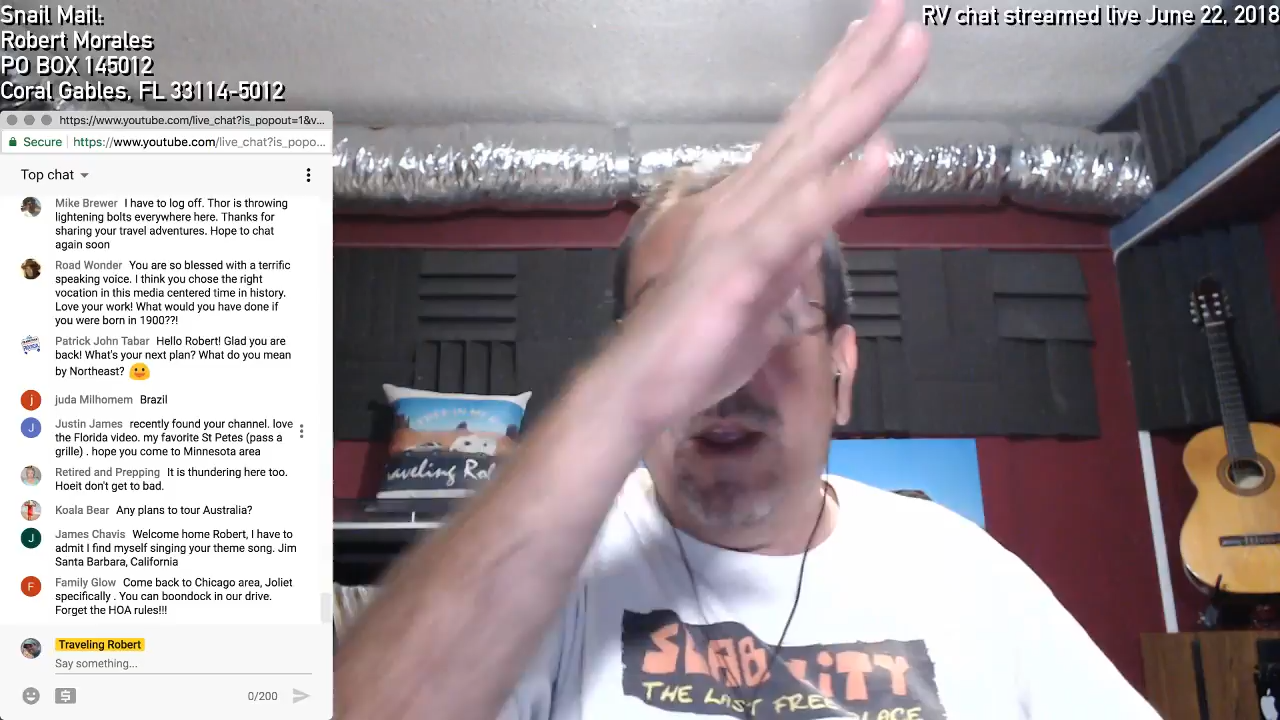 Snail Mail:
Robert Morales
PO BOX 145012
Coral Gables, FL 33114-5012
RV chat streamed live June 22, 2018
https://www.youtube.com/live_chat?is_popout=1&v...
Secure https://www.youtube.com/live_chat?is_popo...
Top chat
Mike Brewer I have to log off. Thor is throwing
lightening bolts everywhere here. Thanks for
sharing your travel adventures. Hope to chat
again soon
Road Wonder You are so blessed with a terrific
speaking voice. I think you chose the right
vocation in this media centered time in history.
Love your work! What would you have done if
you were born in 1900??!
Patrick John Tabar Hello Robert! Glad you are
back! What's your next plan? What do you mean
by Northeast? 😃
j juda Milhomem Brazil
J Justin James recently found your channel. love
the Florida video. my favorite St Petes (pass a
grille) . hope you come to Minnesota area
Retired and Prepping It is thundering here too.
Hoeit don't get to bad.
Koala Bear Any plans to tour Australia?
J James Chavis Welcome home Robert, I have to
admit I find myself singing your theme song. Jim
Santa Barbara, California
F Family Glow Come back to Chicago area, Joliet
specifically . You can boondock in our drive.
Forget the HOA rules!!!
Traveling Robert
Say something...
0/200
Traveling Rob
SLAB CITY
THE LAST FREE PLACE